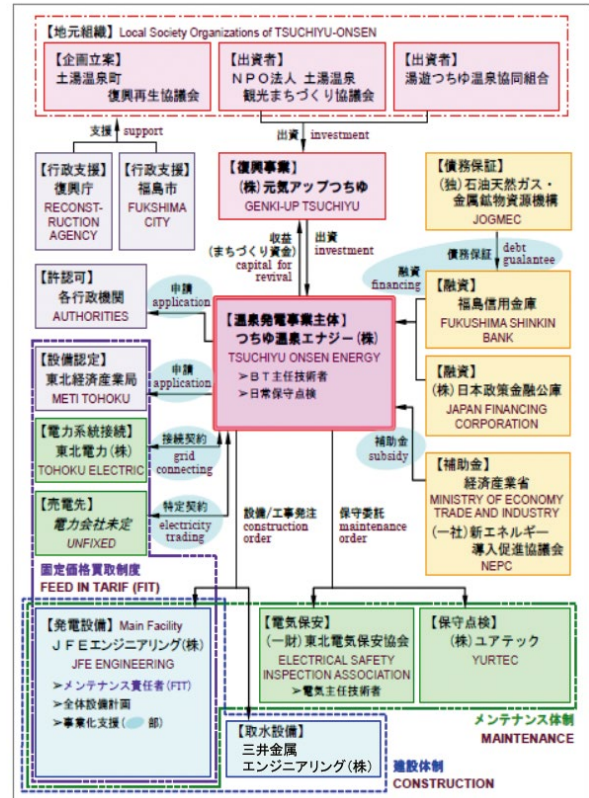 【地元組織】Local Society Organizations of TSUCHIYU-ONSEN
【企画立案】
土湯温泉町
復興再生協議会
【出資者】
NPO法人 土湯温泉
観光まちづくり協議会
【出資者】
湯遊つちゆ温泉協同組合
支援 support
出資 investment
【行政支援】
復興庁
RECONST-
RUCTION
AGENCY
【行政支援】
福島市
FUKSHIMA
CITY
【復興事業】
(株)元気アップつちゆ
GENKI-UP TSUCHIYU
【債務保証】
(独)石油天然ガス・
金属鉱物資源機構
JOGMEC
収益
(まちづくり資金)
capital for
revival
出資
investment
債務保証 debt
gualantee
融資
financing
【許認可】
各行政機関
AUTHORITIES
申請
application
【融資】
福島信用金庫
FUKUSHIMA SHINKIN
BANK
【温泉発電事業主体】
つちゆ温泉エナジー(株)
TSUCHIYU ONSEN ENERGY
➢BT主任技術者
➢日常保守点検
【設備認定】
東北経済産業局
METI TOHOKU
申請
application
【融資】
(株)日本政策金融公庫
JAPAN FINANCING
CORPORATION
【電力系統接続】
東北電力(株)
TOHOKU ELECTRIC
接続契約
grid
connecting
補助金
subsidy
【補助金】
経済産業省
MINISTRY OF ECONOMY
TRADE AND INDUSTRY
(一社)新エネルギー
導入促進協議会
NEPC
【売電先】
電力会社未定
UNFIXED
特定契約
electricity
trading
設備/工事発注
construction
order
保守委託
maintenance
order
固定価格買取制度
FEED IN TARIF (FIT)
【発電設備】Main Facility
JFEエンジニアリング(株)
JFE ENGINEERING
➢メンテナンス責任者(FIT)
➢全体設備計画
➢事業化支援( 部)
【電気保安】
(一財)東北電気保安協会
ELECTRICAL SAFETY
INSPECTION ASSOCIATION
➢電気主任技術者
【保守点検】
(株)ユアテック
YURTEC
メンテナンス体制
MAINTENANCE
【取水設備】
三井金属
エンジニアリング(株)
建設体制
CONSTRUCTION